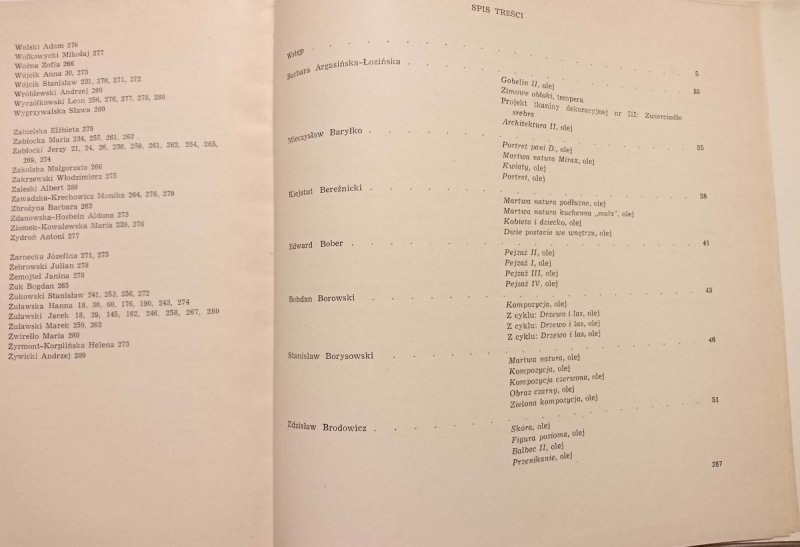 Wolski Adam 276
Wołkowycki Mikołaj 277
Woźna Zofia 266
Wójcik Anna 30, 273
Wójcik Stanisław 231, 270, 271, 272
Wróblewski Andrzej 260
Wyczółkowski Leon 256, 276, 277, 278, 280
Wygrzywalska Sława 280
Zabielska Elżbieta 278
Zabłocka Maria 234, 255, 261, 263
Zabłocki Jerzy 21, 24, 26, 236, 259, 261, 262, 264, 265,
269, 274
Zakolska Małgorzata 266
Zakrzewski Włodzimierz 273
Zaleski Albert 280
Zawadzka-Krechowicz Monika 264, 276, 279
Zbrożyna Barbara 263
Zdanowska-Hosbein Aldona 273
Ziomek-Kowalewska Maria 239, 276
Zydroń Antoni 277
Żarnecka Józefina 271, 275
Żebrowski Julian 278
Żemojtel Janina 278
Żuk Bogdan 265
Żukowski Stanisław 241, 253, 256, 272
Żuławska Hanna 18, 30, 60, 176, 190, 243, 274
Żuławski Jacek 18, 29, 145, 162, 246, 258, 267, 280
Żuławski Marek 259, 263
Żwirełło Maria 280
Żyrmont-Korplińska Helena 273
Żywicki Andrzej 280
SPIS TREŚCI
Wstęp . . . . . . . . . . . . 5
Barbara Argasińska-Łozińska . . . . . . . . . 33
Gobelin II, olej
Zimowe obłoki, tempera
Projekt tkaniny dekoracyjnej nr III: Zwierciadło
srebra
Architektura II, olej
Mieczysław Baryłko . . . . . . . . . . . 35
Portret pani D., olej
Martwa natura Mirax, olej
Kwiaty, olej
Portret, olej
Kiejstut Bereźnicki . . . . . . . . . . . 38
Martwa natura podłużna, olej
Martwa natura kuchenna „mała”, olej
Kobieta i dziecko, olej
Dwie postacie we wnętrzu, olej
Edward Bober . . . . . . . . . . . . 41
Pejzaż II, olej
Pejzaż I, olej
Pejzaż III, olej
Pejzaż IV, olej
Bohdan Borowski . . . . . . . . . . . 43
Kompozycja, olej
Z cyklu: Drzewo i las, olej
Z cyklu: Drzewo i las, olej
Z cyklu: Drzewo i las, olej
Stanisław Borysowski . . . . . . . . . . 46
Martwa natura, olej
Kompozycja, olej
Kompozycja czerwona, olej
Obraz czarny, olej
Zielona kompozycja, olej
Zdzisław Brodowicz . . . . . . . . . . 51
Skóra, olej
Figura pozioma, olej
Balbec II, olej
Przenikanie, olej
287